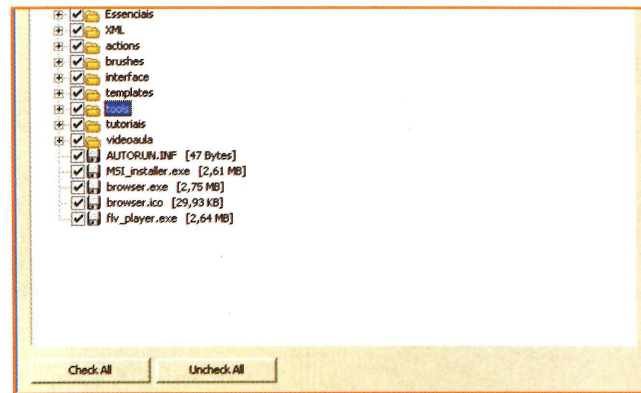 Essenciais
XML
actions
brushes
interface
templates
tools
tutoriais
videoaula
AUTORUN.INF [47 Bytes]
MSI_installer.exe [2,61 MB]
browser.exe [2,75 MB]
browser.ico [29,93 KB]
flv_player.exe [2,64 MB]
Check All Uncheck All